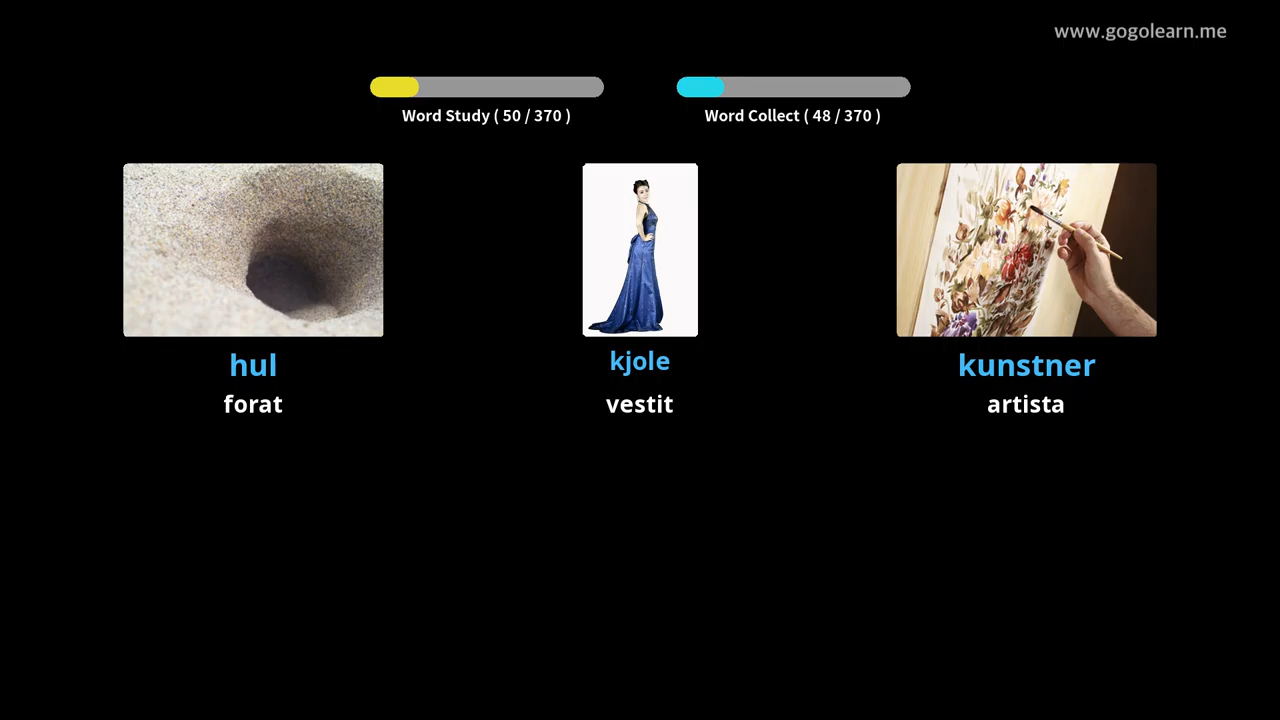 www.gogolearn.me
Word Study ( 50 / 370 )
Word Collect ( 48 / 370 )
hul
forat
kjole
vestit
kunstner
artista